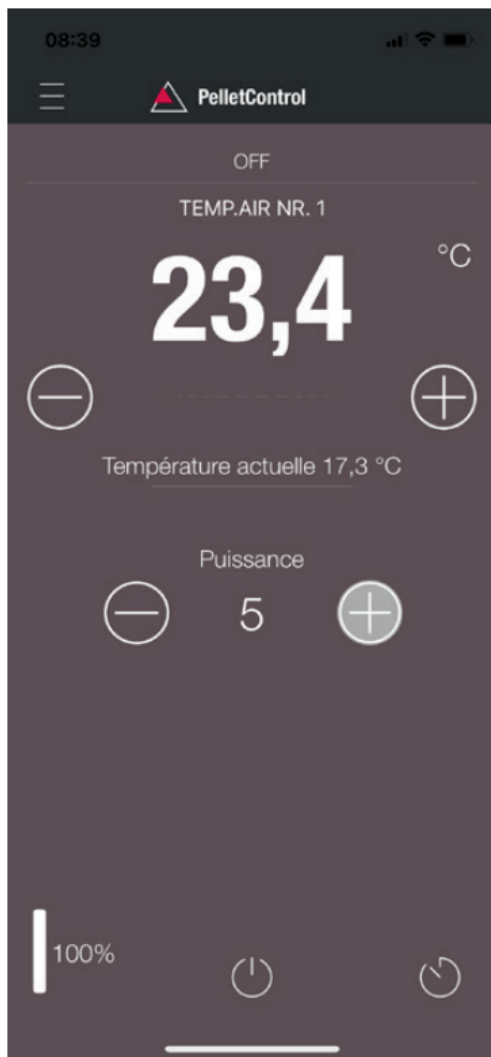 08:39
PelletControl
OFF
TEMP.AIR NR. 1
23,4 °C
Température actuelle 17,3 °C
Puissance
5
100%